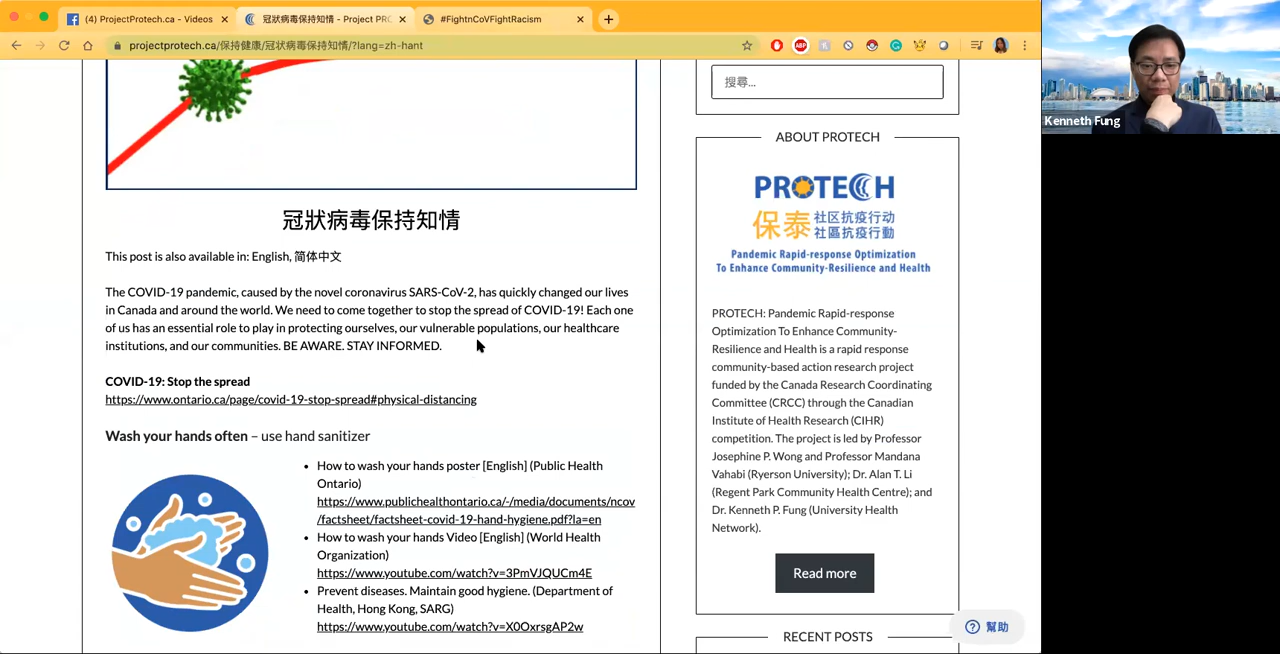 (4) ProjectProtech.ca - Videos
冠狀病毒保持知情 - Project PRO
#FightnCoVFightRacism
projectprotech.ca/保持健康/冠狀病毒保持知情/?lang=zh-hant
ABP
Kenneth Fung
冠狀病毒保持知情
This post is also available in: English, 简体中文
The COVID-19 pandemic, caused by the novel coronavirus SARS-CoV-2, has quickly changed our lives
in Canada and around the world. We need to come together to stop the spread of COVID-19! Each one
of us has an essential role to play in protecting ourselves, our vulnerable populations, our healthcare
institutions, and our communities. BE AWARE. STAY INFORMED.
COVID-19: Stop the spread
https://www.ontario.ca/page/covid-19-stop-spread#physical-distancing
Wash your hands often – use hand sanitizer
How to wash your hands poster [English] (Public Health
Ontario)
https://www.publichealthontario.ca/-/media/documents/ncov
/factsheet/factsheet-covid-19-hand-hygiene.pdf?la=en
How to wash your hands Video [English] (World Health
Organization)
https://www.youtube.com/watch?v=3PmVJQUCm4E
Prevent diseases. Maintain good hygiene. (Department of
Health, Hong Kong, SARG)
https://www.youtube.com/watch?v=X0OxrsgAP2w
搜尋...
ABOUT PROTECH
PROTECH
保泰 社区抗疫行动
社區抗疫行動
Pandemic Rapid-response Optimization
To Enhance Community-Resilience and Health
PROTECH: Pandemic Rapid-response
Optimization To Enhance Community-
Resilience and Health is a rapid response
community-based action research project
funded by the Canada Research Coordinating
Committee (CRCC) through the Canadian
Institute of Health Research (CIHR)
competition. The project is led by Professor
Josephine P. Wong and Professor Mandana
Vahabi (Ryerson University); Dr. Alan T. Li
(Regent Park Community Health Centre); and
Dr. Kenneth P. Fung (University Health
Network).
Read more
RECENT POSTS
幫助